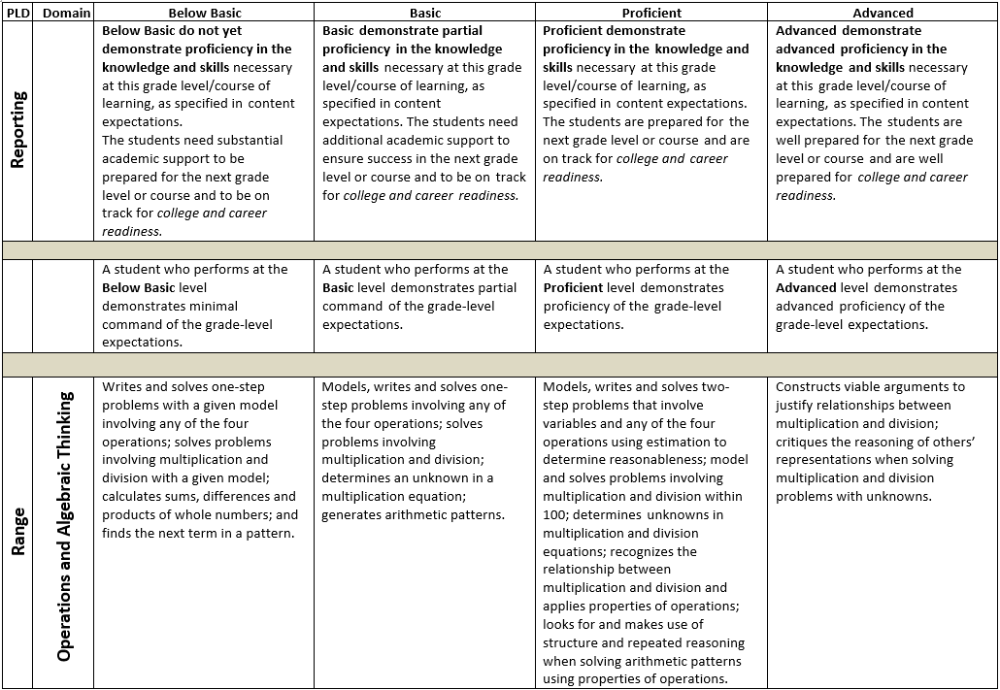 PLD Domain Below Basic Basic Proficient Advanced
Reporting
Below Basic do not yet
demonstrate proficiency in the
knowledge and skills necessary
at this grade level/course of
learning, as specified in content
expectations.
The students need substantial
academic support to be
prepared for the next grade
level or course and to be on
track for college and career
readiness.
Basic demonstrate partial
proficiency in the knowledge
and skills necessary at this grade
level/course of learning, as
specified in content
expectations. The students need
additional academic support to
ensure success in the next grade
level or course and to be on track
for college and career readiness.
Proficient demonstrate
proficiency in the knowledge and
skills necessary at this grade
level/course of learning, as
specified in content expectations.
The students are prepared for the
next grade level or course and are
on track for college and career
readiness.
Advanced demonstrate
advanced proficiency in the
knowledge and skills necessary
at this grade level/course of
learning, as specified in content
expectations. The students are
well prepared for the next grade
level or course and are well
prepared for college and career
readiness.
A student who performs at the
Below Basic level
demonstrates minimal
command of the grade-level
expectations.
A student who performs at the
Basic level demonstrates partial
command of the grade-level
expectations.
A student who performs at the
Proficient level demonstrates
proficiency of the grade-level
expectations.
A student who performs at the
Advanced level demonstrates
advanced proficiency of the
grade-level expectations.
Range
Operations and Algebraic Thinking
Writes and solves one-step
problems with a given model
involving any of the four
operations; solves problems
involving multiplication and
division with a given model;
calculates sums, differences and
products of whole numbers; and
finds the next term in a pattern.
Models, writes and solves one-
step problems involving any of
the four operations; solves
problems involving
multiplication and division;
determines an unknown in a
multiplication equation;
generates arithmetic patterns.
Models, writes and solves two-
step problems that involve
variables and any of the four
operations using estimation to
determine reasonableness; model
and solves problems involving
multiplication and division within
100; determines unknowns in
multiplication and division
equations; recognizes the
relationship between
multiplication and division and
applies properties of operations;
looks for and makes use of
structure and repeated reasoning
when solving arithmetic patterns
using properties of operations.
Constructs viable arguments to
justify relationships between
multiplication and division;
critiques the reasoning of others’
representations when solving
multiplication and division
problems with unknowns.